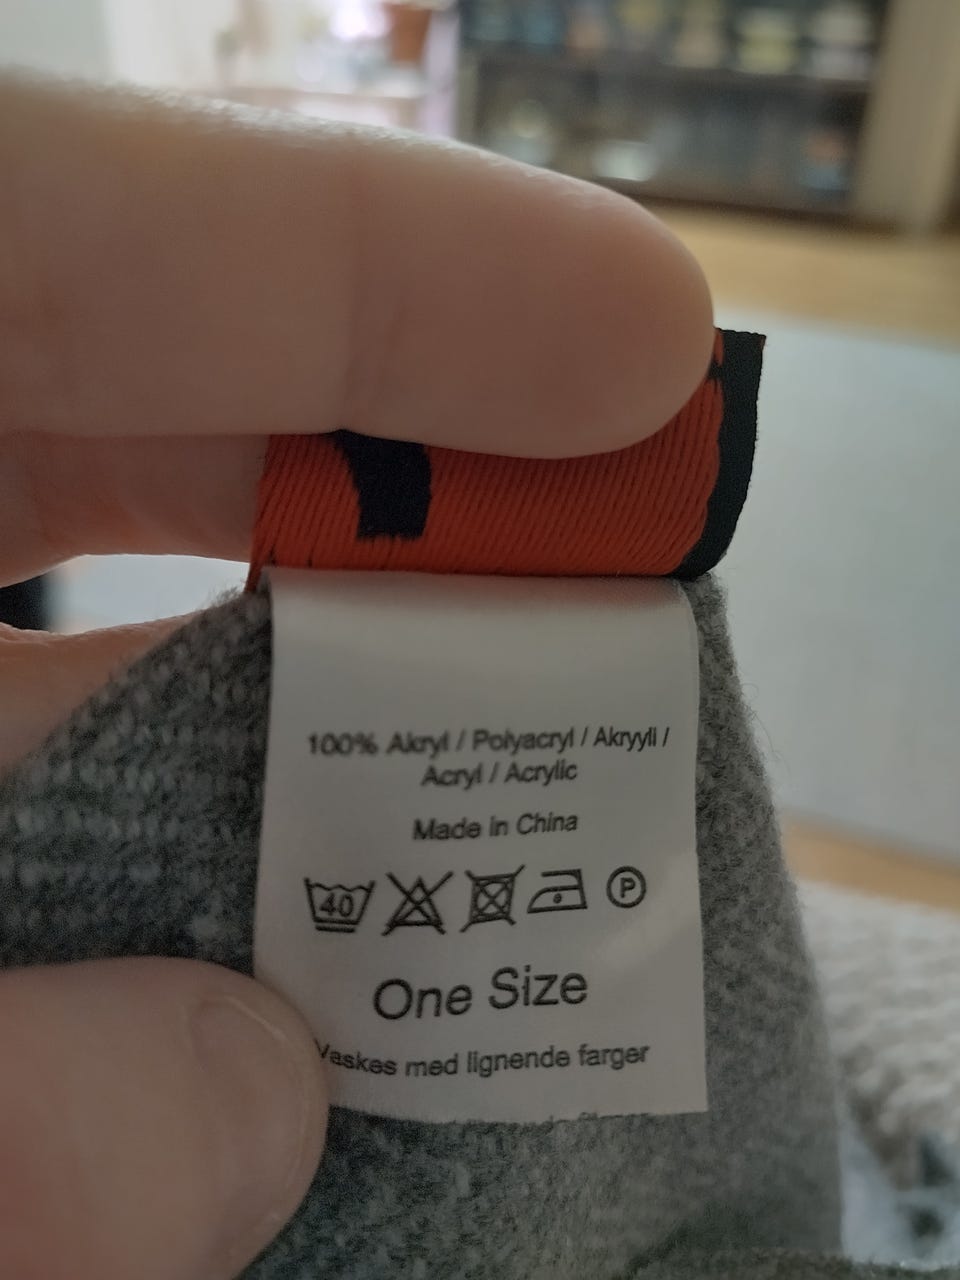 100% Akryl / Polyacryl / Akryyli /
Acryl / Acrylic
Made in China
40 P
One Size
Vaskes med lignende farger